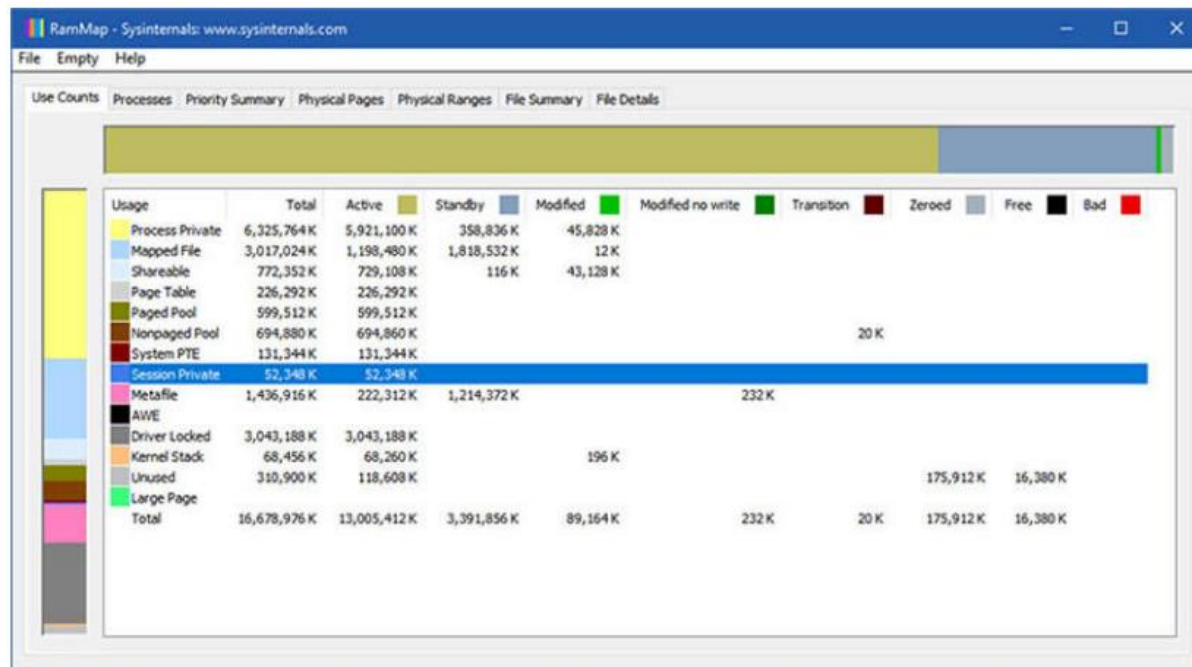 RamMap - Sysinternals: www.sysinternals.com
File Empty Help
Use Counts Processes Priority Summary Physical Pages Physical Ranges File Summary File Details
Usage Total Active Standby Modified Modified no write Transition Zeroed Free Bad
Process Private 6,325,764 K 5,921,100 K 358,836 K 45,828 K
Mapped File 3,017,024 K 1,198,480 K 1,818,532 K 12 K
Shareable 772,352 K 729,108 K 116 K 43,128 K
Page Table 226,292 K 226,292 K
Paged Pool 599,512 K 599,512 K
Nonpaged Pool 694,880 K 694,860 K 20 K
System PTE 131,344 K 131,344 K
Session Private 52,348 K 52,348 K
Metafile 1,436,916 K 222,312 K 1,214,372 K 232 K
AWE
Driver Locked 3,043,188 K 3,043,188 K
Kernel Stack 68,456 K 68,260 K 196 K
Unused 310,900 K 118,608 K 175,912 K 16,380 K
Large Page
Total 16,678,976 K 13,005,412 K 3,391,856 K 89,164 K 232 K 20 K 175,912 K 16,380 K